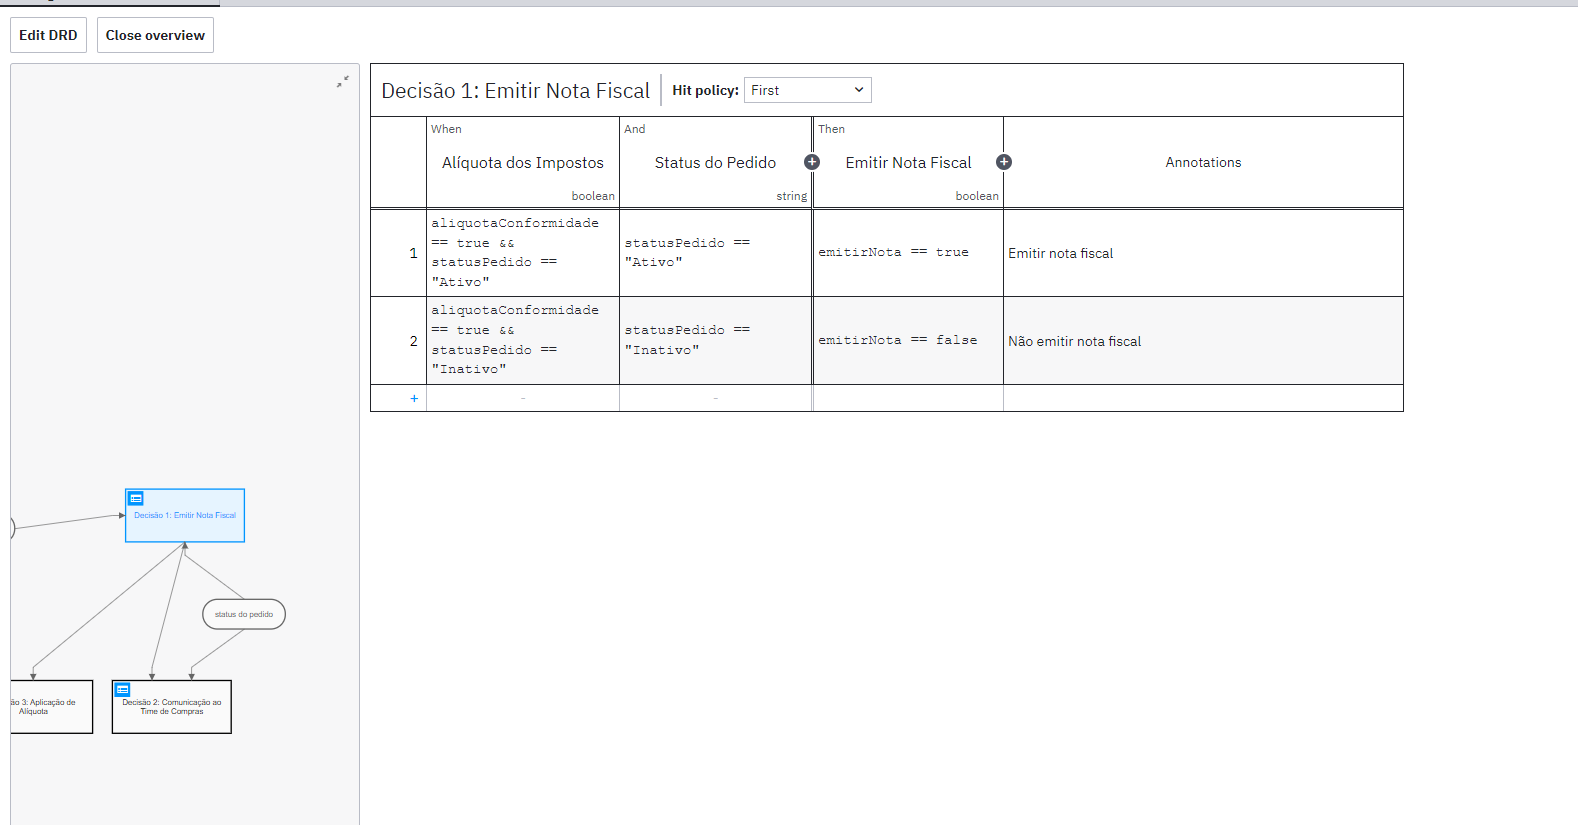 Edit DRD
Close overview
Decisão 1: Emitir Nota Fiscal
Hit policy:
First
When
Alíquota dos Impostos
boolean
And
Status do Pedido
string
Then
Emitir Nota Fiscal
boolean
Annotations
1
aliquotaConformidade
== true &&
statusPedido ==
"Ativo"
statusPedido ==
"Ativo"
emitirNota == true
Emitir nota fiscal
2
aliquotaConformidade
== true &&
statusPedido ==
"Inativo"
statusPedido ==
"Inativo"
emitirNota == false
Não emitir nota fiscal
+
-
-
Decisão 1: Emitir Nota Fiscal
status do pedido
ão 3: Aplicação de
Alíquota
Decisão 2: Comunicação ao
Time de Compras